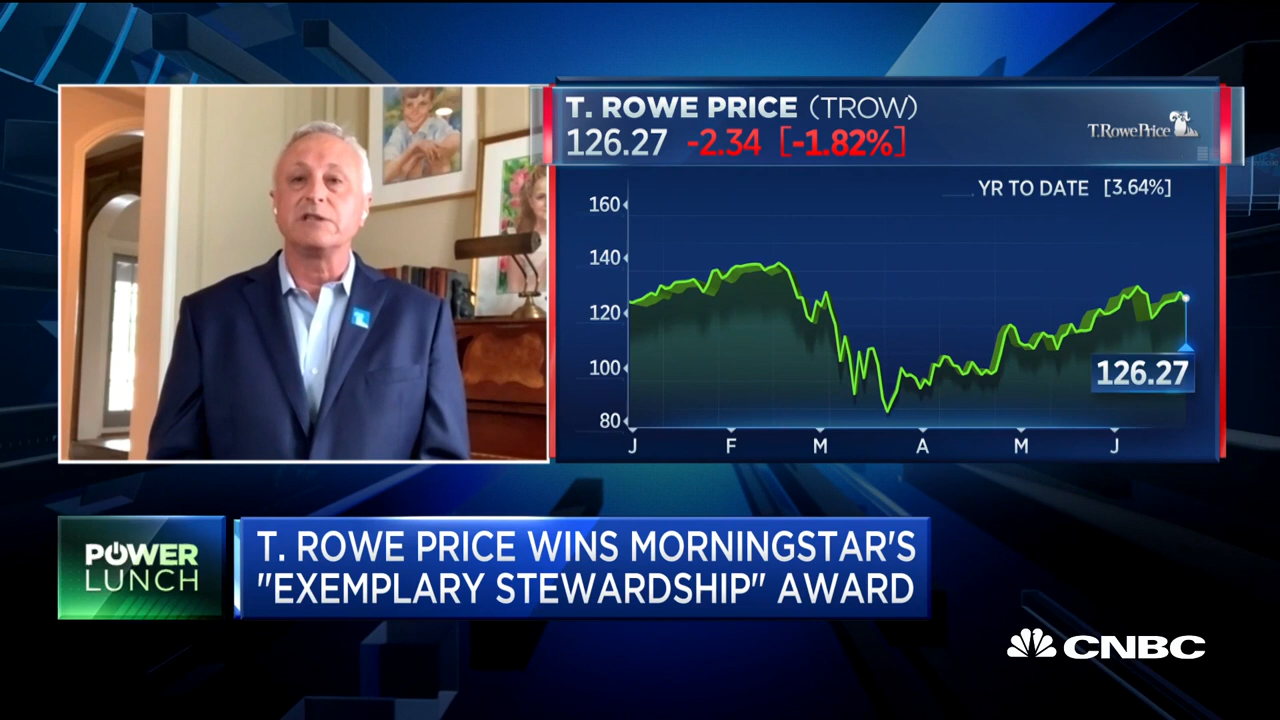 T. ROWE PRICE (TROW)
126.27 -2.34 [-1.82%]
T.RowePrice
YR TO DATE [3.64%]
160
140
120
100
80
126.27
J F M A M J
POWER
LUNCH
T. ROWE PRICE WINS MORNINGSTAR'S
"EXEMPLARY STEWARDSHIP" AWARD
CNBC